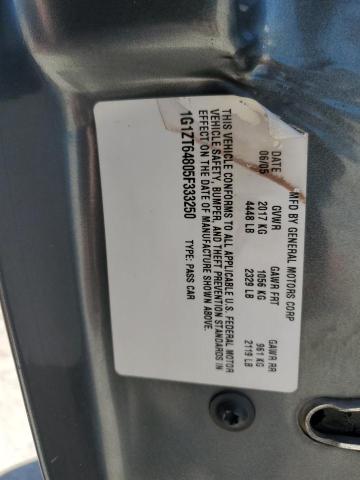 MFD BY GENERAL MOTORS CORP
DATE GVWR GAWR FRT GAWR RR
06/05 2017 KG 1056 KG 961 KG
4448 LB 2329 LB 2119 LB
THIS VEHICLE CONFORMS TO ALL APPLICABLE U.S. FEDERAL MOTOR
VEHICLE SAFETY, BUMPER, AND THEFT PREVENTION STANDARDS IN
EFFECT ON THE DATE OF MANUFACTURE SHOWN ABOVE.
1G1ZT64805F333260 TYPE: PASS CAR